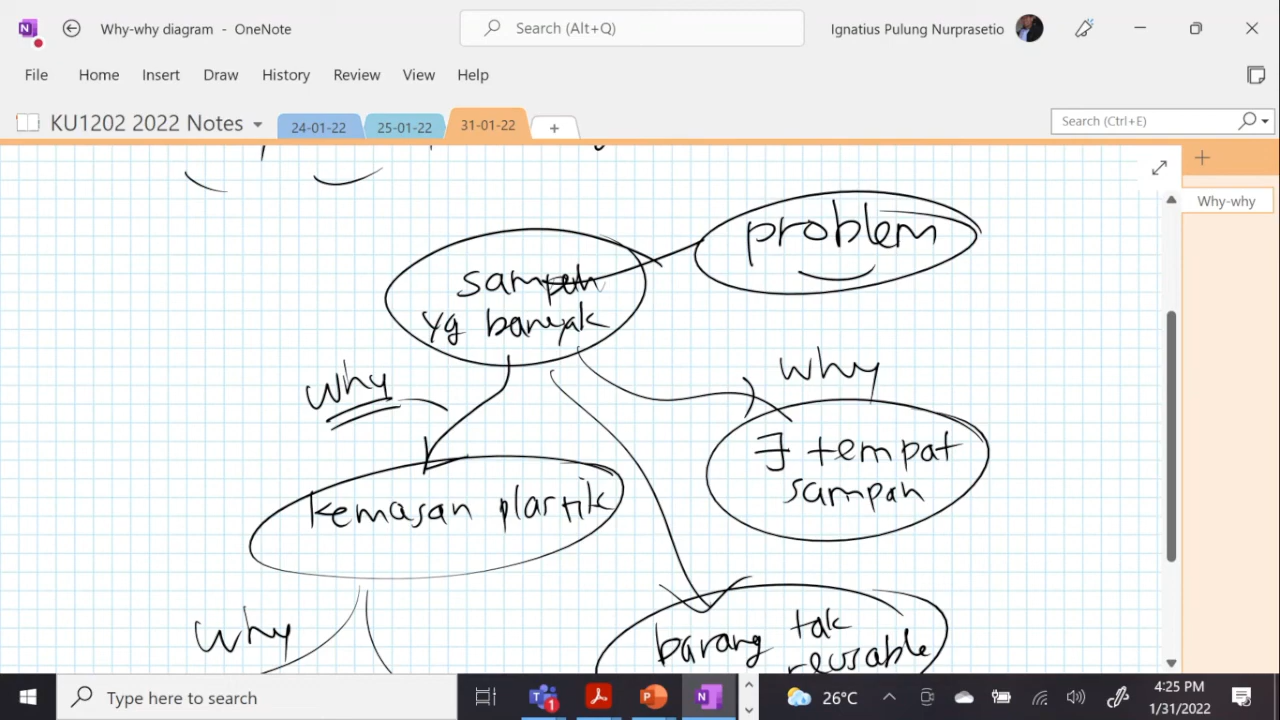 Why-why diagram - OneNote
Search (Alt+Q)
Ignatius Pulung Nurprasetio
File Home Insert Draw History Review View Help
KU1202 2022 Notes
24-01-22
25-01-22
31-01-22
Search (Ctrl+E)
Why-why
problem
sampah
yg banyak
why
why
∃ tempat
sampah
kemasan plastik
why
barang tak
reusable
Type here to search
1
26°C
4:25 PM
1/31/2022